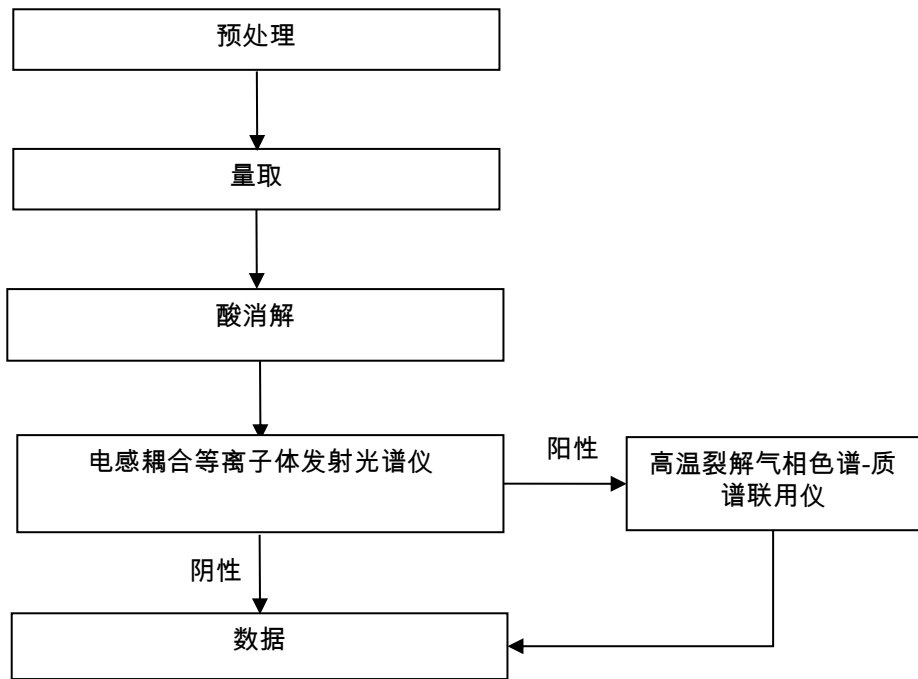 预处理
量取
酸消解
电感耦合等离子体发射光谱仪
阳性
高温裂解气相色谱-质
谱联用仪
阴性
数据